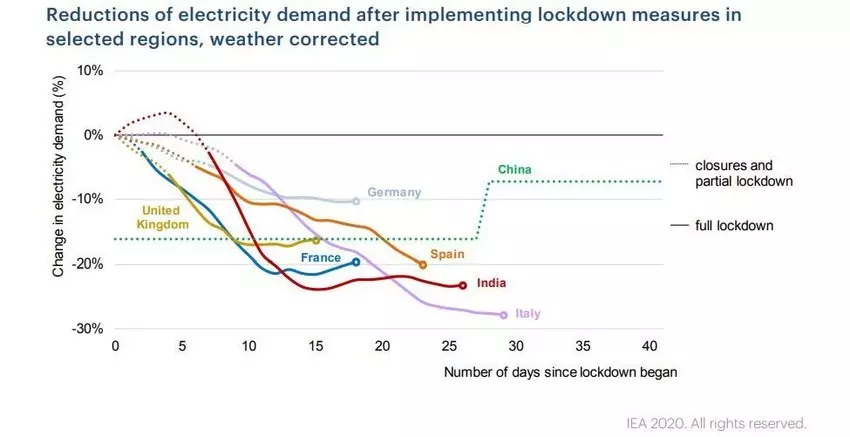 Reductions of electricity demand after implementing lockdown measures in
selected regions, weather corrected
Change in electricity demand (%)
10%
0%
-10%
-20%
-30%
0 5 10 15 20 25 30 35 40
Number of days since lockdown began
United
Kingdom
France
Germany
Spain
India
Italy
China
closures and
partial lockdown
full lockdown
IEA 2020. All rights reserved.